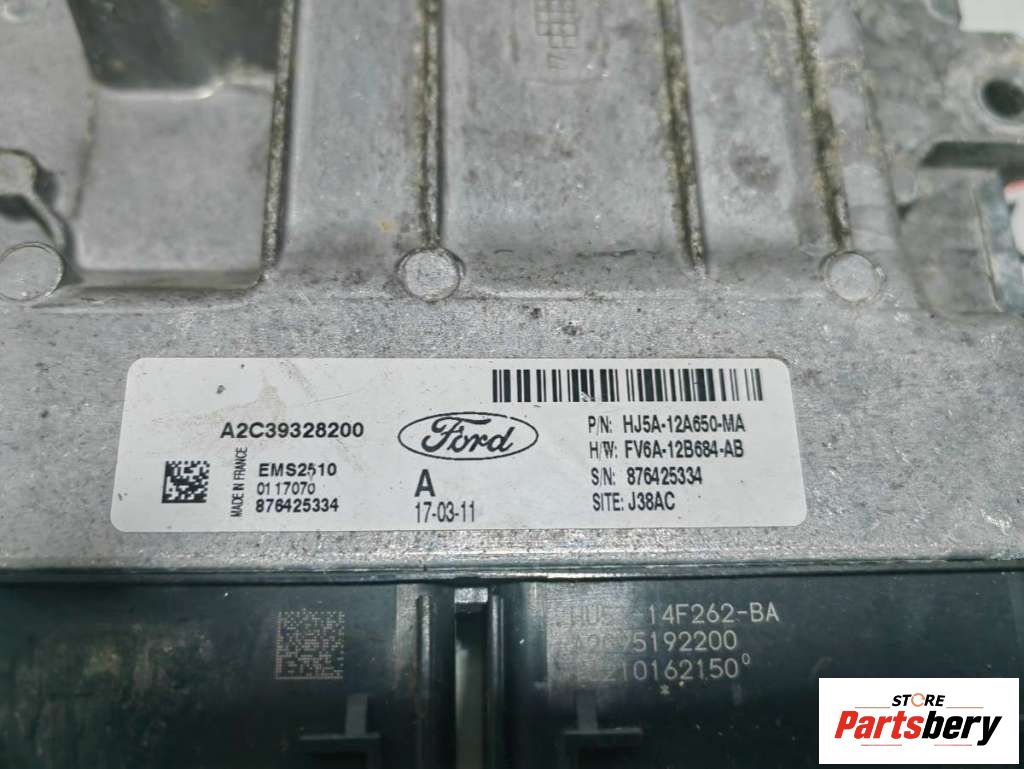 A2C39328200
MADE IN FRANCE
EMS2510
0117070
876425334
Ford
A
17-03-11
P/N: HJ5A-12A650-MA
H/W: FV6A-12B684-AB
S/N: 876425334
SITE: J38AC
14F262-BA
5192200
210162150
STORE
Partsbery